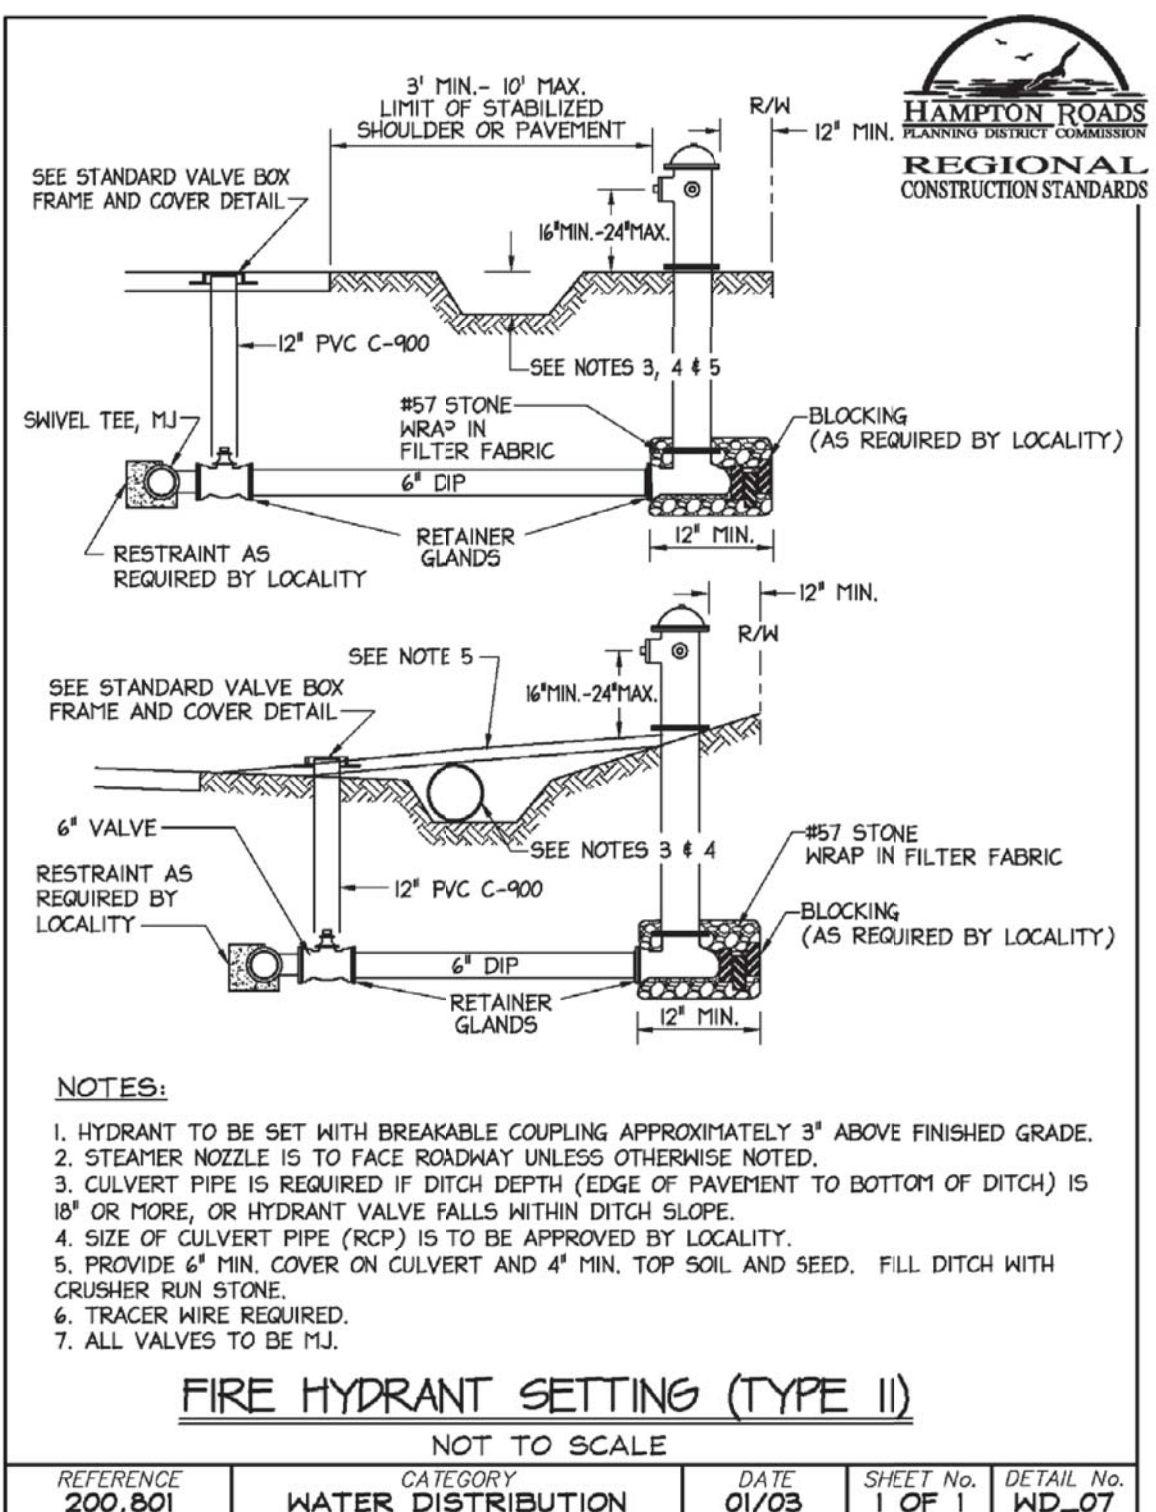 3' MIN.- 10' MAX.
LIMIT OF STABILIZED
SHOULDER OR PAVEMENT
R/W
12" MIN.
HAMPTON ROADS
PLANNING DISTRICT COMMISSION
REGIONAL
CONSTRUCTION STANDARDS
SEE STANDARD VALVE BOX
FRAME AND COVER DETAIL
16"MIN.-24"MAX.
12" PVC C-900
SEE NOTES 3, 4 & 5
SWIVEL TEE, MJ
#57 STONE
WRAP IN
FILTER FABRIC
BLOCKING
(AS REQUIRED BY LOCALITY)
6" DIP
RETAINER
GLANDS
12" MIN.
RESTRAINT AS
REQUIRED BY LOCALITY
12" MIN.
R/W
SEE NOTE 5
SEE STANDARD VALVE BOX
FRAME AND COVER DETAIL
16"MIN.-24"MAX.
6" VALVE
SEE NOTES 3 & 4
#57 STONE
WRAP IN FILTER FABRIC
RESTRAINT AS
REQUIRED BY
LOCALITY
12" PVC C-900
BLOCKING
(AS REQUIRED BY LOCALITY)
6" DIP
RETAINER
GLANDS
12" MIN.
NOTES:
1. HYDRANT TO BE SET WITH BREAKABLE COUPLING APPROXIMATELY 3" ABOVE FINISHED GRADE.
2. STEAMER NOZZLE IS TO FACE ROADWAY UNLESS OTHERWISE NOTED.
3. CULVERT PIPE IS REQUIRED IF DITCH DEPTH (EDGE OF PAVEMENT TO BOTTOM OF DITCH) IS
18" OR MORE, OR HYDRANT VALVE FALLS WITHIN DITCH SLOPE.
4. SIZE OF CULVERT PIPE (RCP) IS TO BE APPROVED BY LOCALITY.
5. PROVIDE 6" MIN. COVER ON CULVERT AND 4" MIN. TOP SOIL AND SEED. FILL DITCH WITH
CRUSHER RUN STONE.
6. TRACER WIRE REQUIRED.
7. ALL VALVES TO BE MJ.
FIRE HYDRANT SETTING (TYPE II)
NOT TO SCALE
REFERENCE CATEGORY DATE SHEET No. DETAIL No.
200,801 WATER DISTRIBUTION 01/03 1 OF 1 WD-07